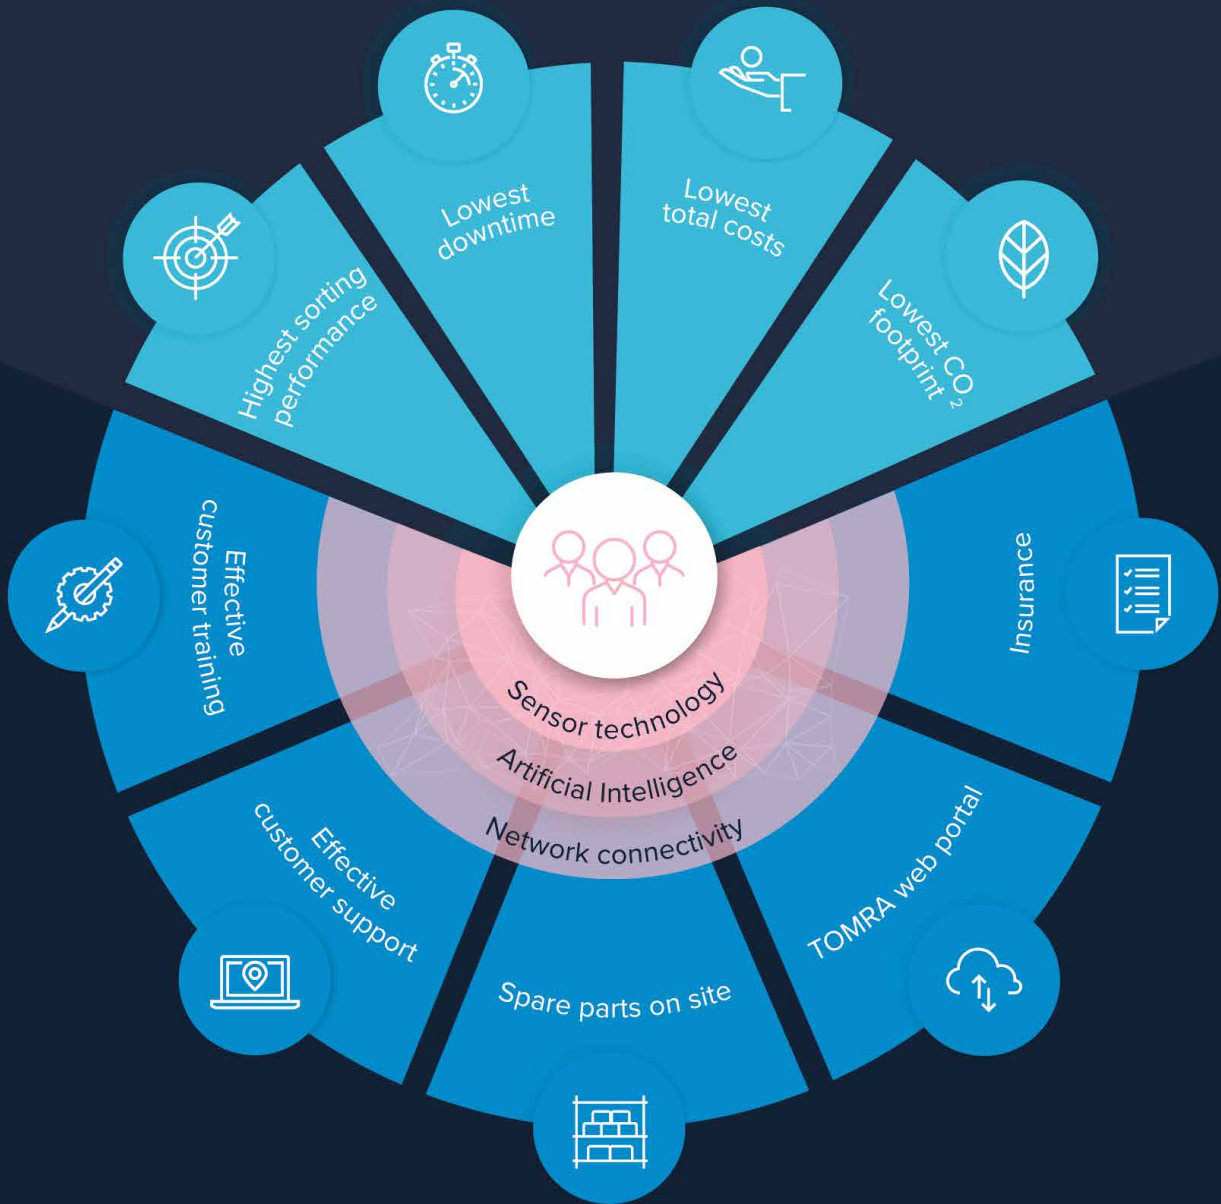 Lowest
downtime
Lowest
total costs
Highest sorting
performance
Lowest CO₂
footprint
Effective
customer training
Insurance
Sensor technology
Artificial Intelligence
Network connectivity
Effective
customer support
TOMRA web portal
Spare parts on site